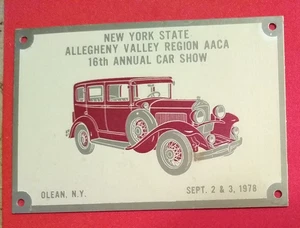 NEW YORK STATE
ALLEGHENY VALLEY REGION AACA
16th ANNUAL CAR SHOW
OLEAN, N.Y.
SEPT. 2 & 3, 1978